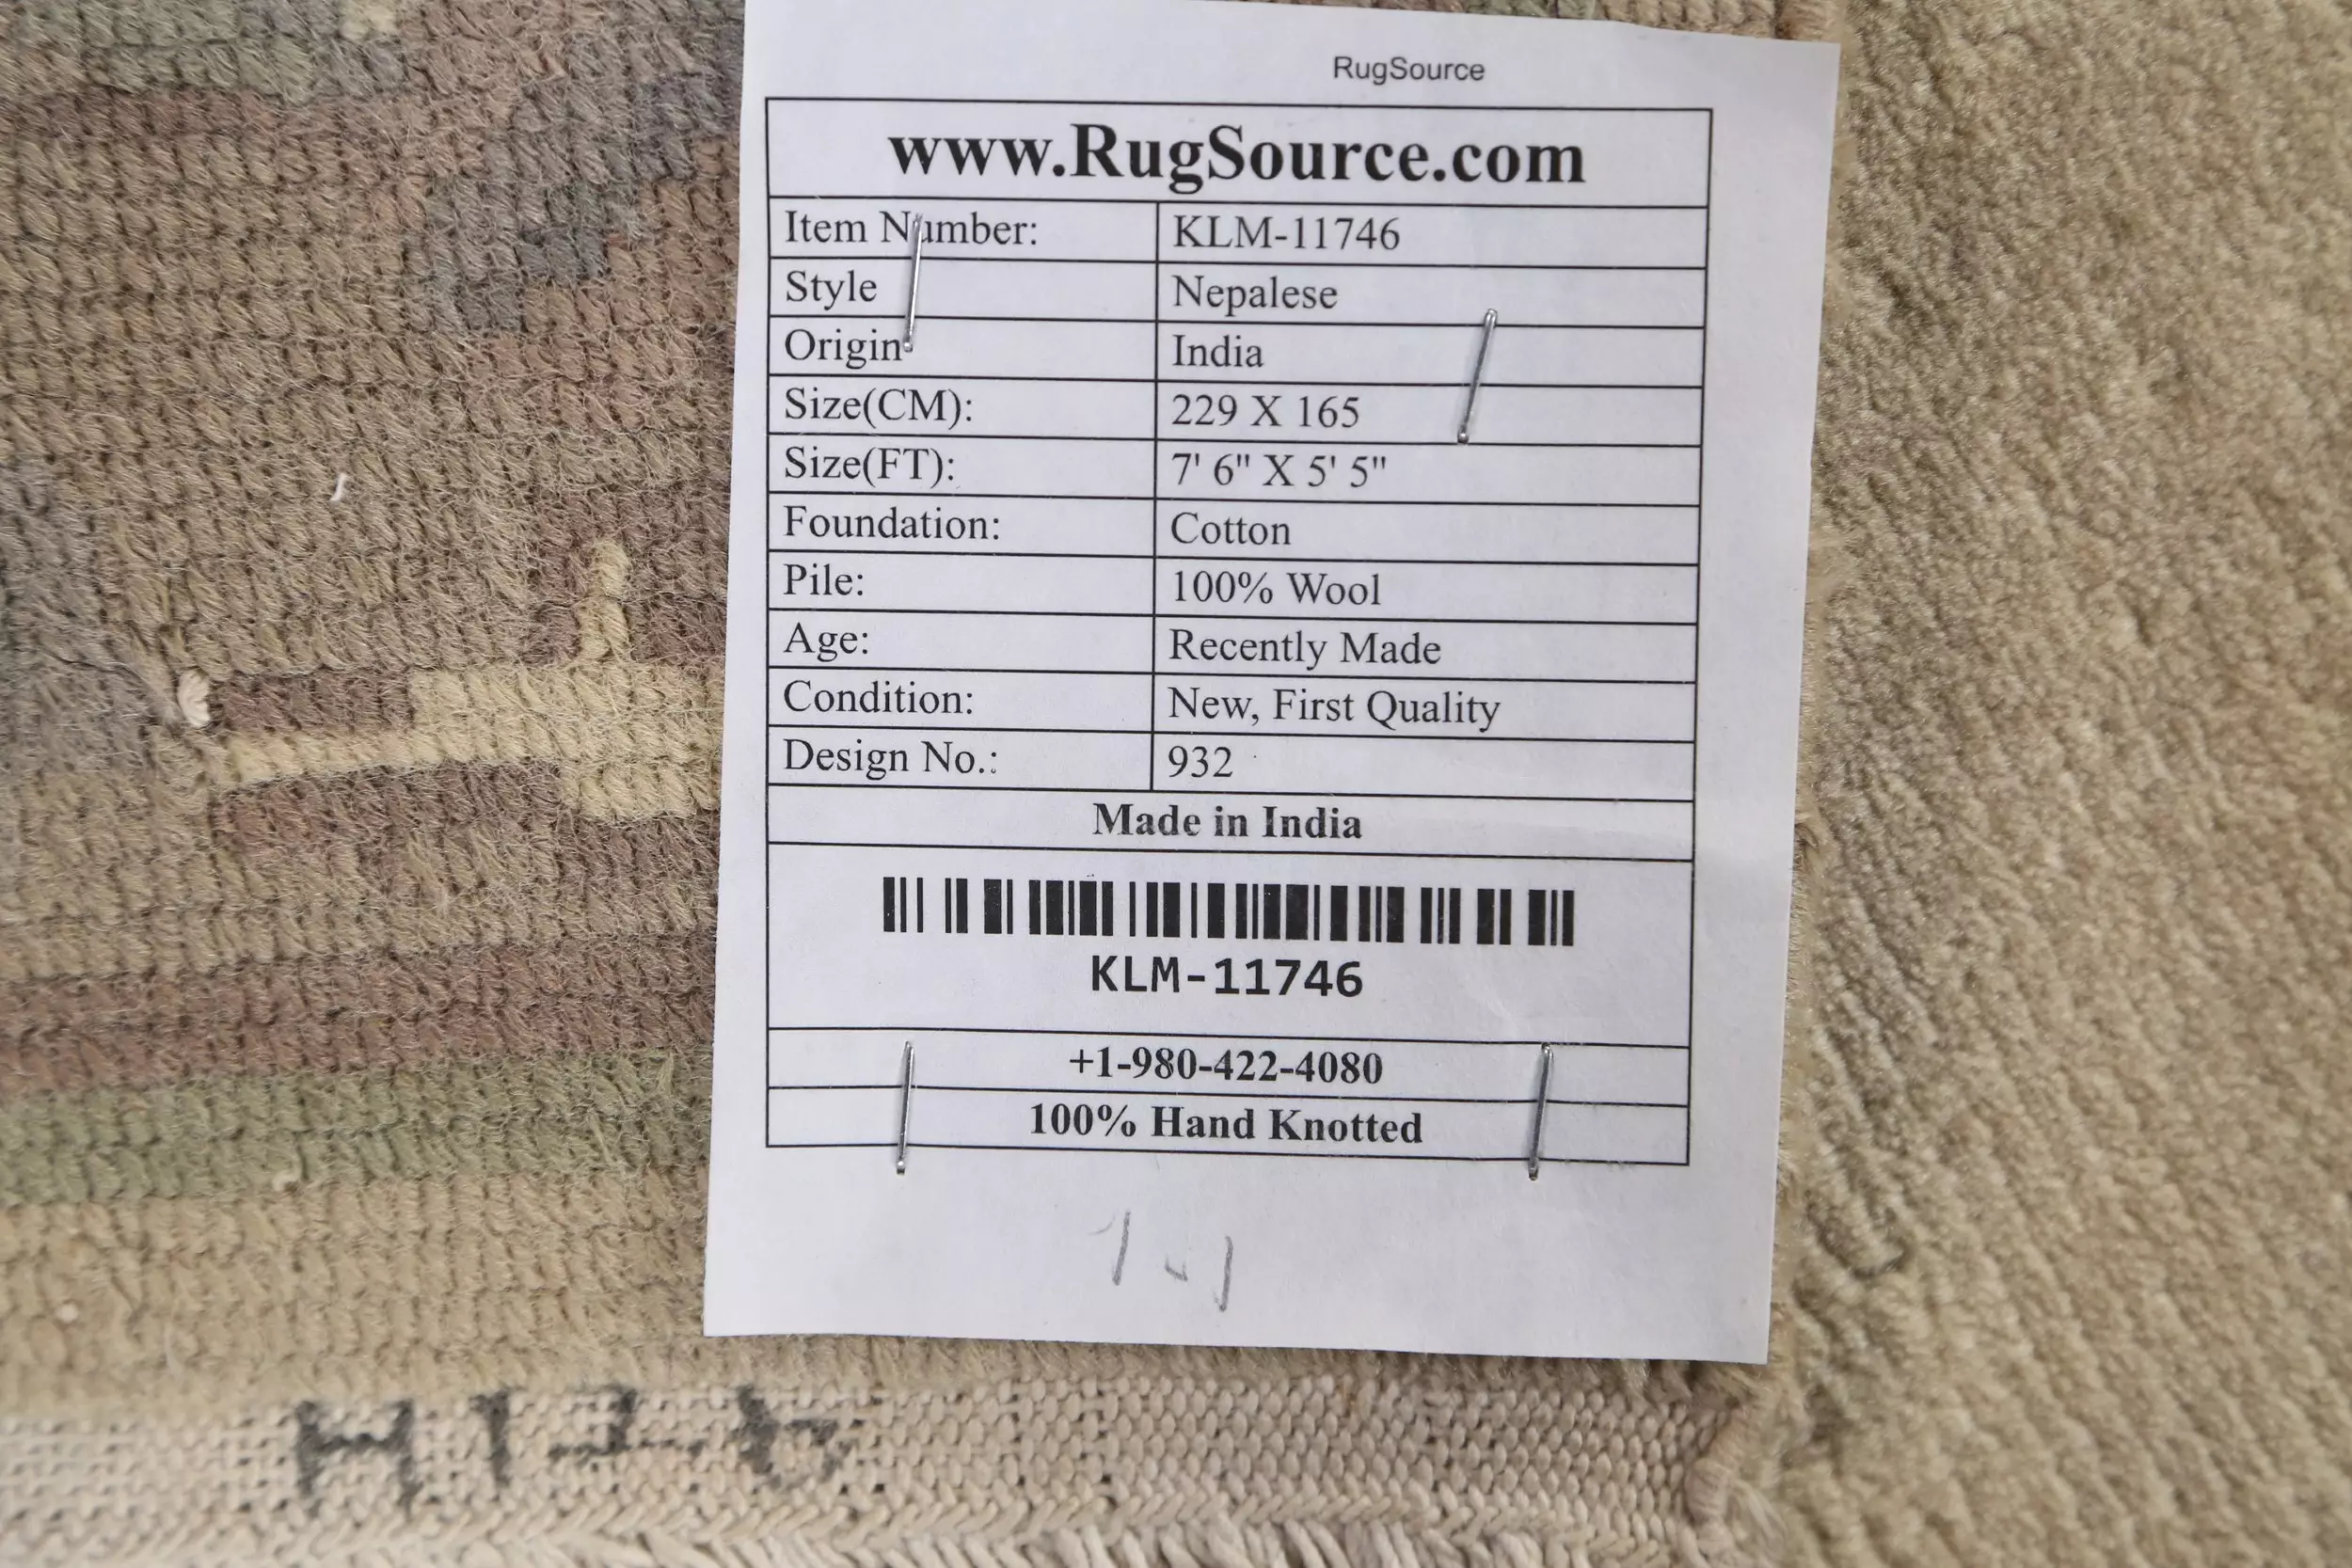 RugSource
www.RugSource.com
Item Number: KLM-11746
Style Nepalese
Origin India
Size(CM): 229 X 165
Size(FT): 7' 6" X 5' 5"
Foundation: Cotton
Pile: 100% Wool
Age: Recently Made
Condition: New, First Quality
Design No.: 932
Made in India
KLM-11746
+1-980-422-4080
100% Hand Knotted